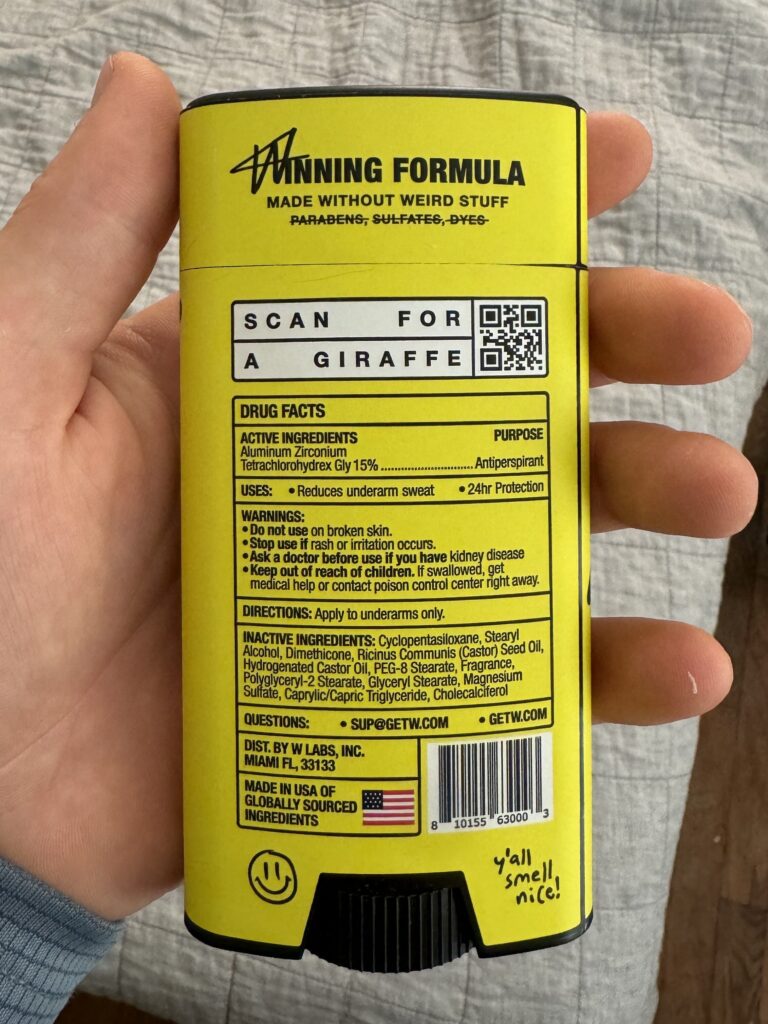 WINNING FORMULA
MADE WITHOUT WEIRD STUFF
PARABENS, SULFATES, DYES
SCAN FOR
A GIRAFFE
DRUG FACTS
ACTIVE INGREDIENTS PURPOSE
Aluminum Zirconium
Tetrachlorohydrex Gly 15% ........................ Antiperspirant
USES: • Reduces underarm sweat • 24hr Protection
WARNINGS:
• Do not use on broken skin.
• Stop use if rash or irritation occurs.
• Ask a doctor before use if you have kidney disease
• Keep out of reach of children. If swallowed, get
medical help or contact poison control center right away.
DIRECTIONS: Apply to underarms only.
INACTIVE INGREDIENTS: Cyclopentasiloxane, Stearyl
Alcohol, Dimethicone, Ricinus Communis (Castor) Seed Oil,
Hydrogenated Castor Oil, PEG-8 Stearate, Fragrance,
Polyglyceryl-2 Stearate, Glyceryl Stearate, Magnesium
Sulfate, Caprylic/Capric Triglyceride, Cholecalciferol
QUESTIONS: • SUP@GETW.COM • GETW.COM
DIST. BY W LABS, INC.
MIAMI FL, 33133
MADE IN USA OF
GLOBALLY SOURCED
INGREDIENTS
8 10155 63000 3
y'all
smell
nice!